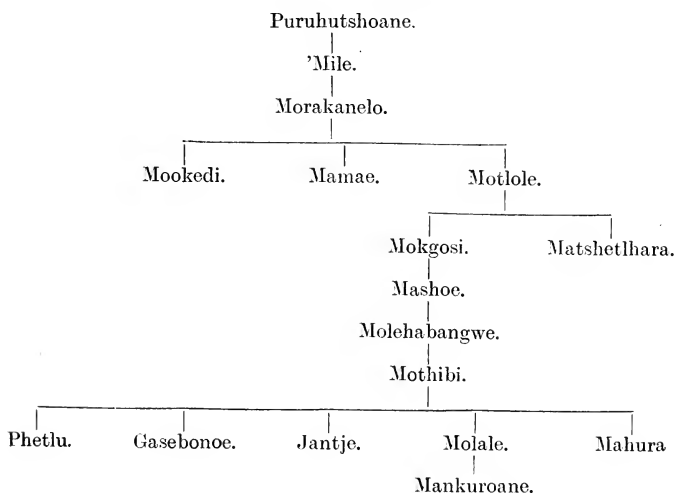 Puruhutshoane.
'Mile.
Morakanelo.
Mookedi. Mamae. Motlole.
Mokgosi. Matshetlhara.
Mashoe.
Molehabangwe.
Mothibi.
Phetlu. Gasebonoe. Jantje. Molale. Mahura
Mankuroane.